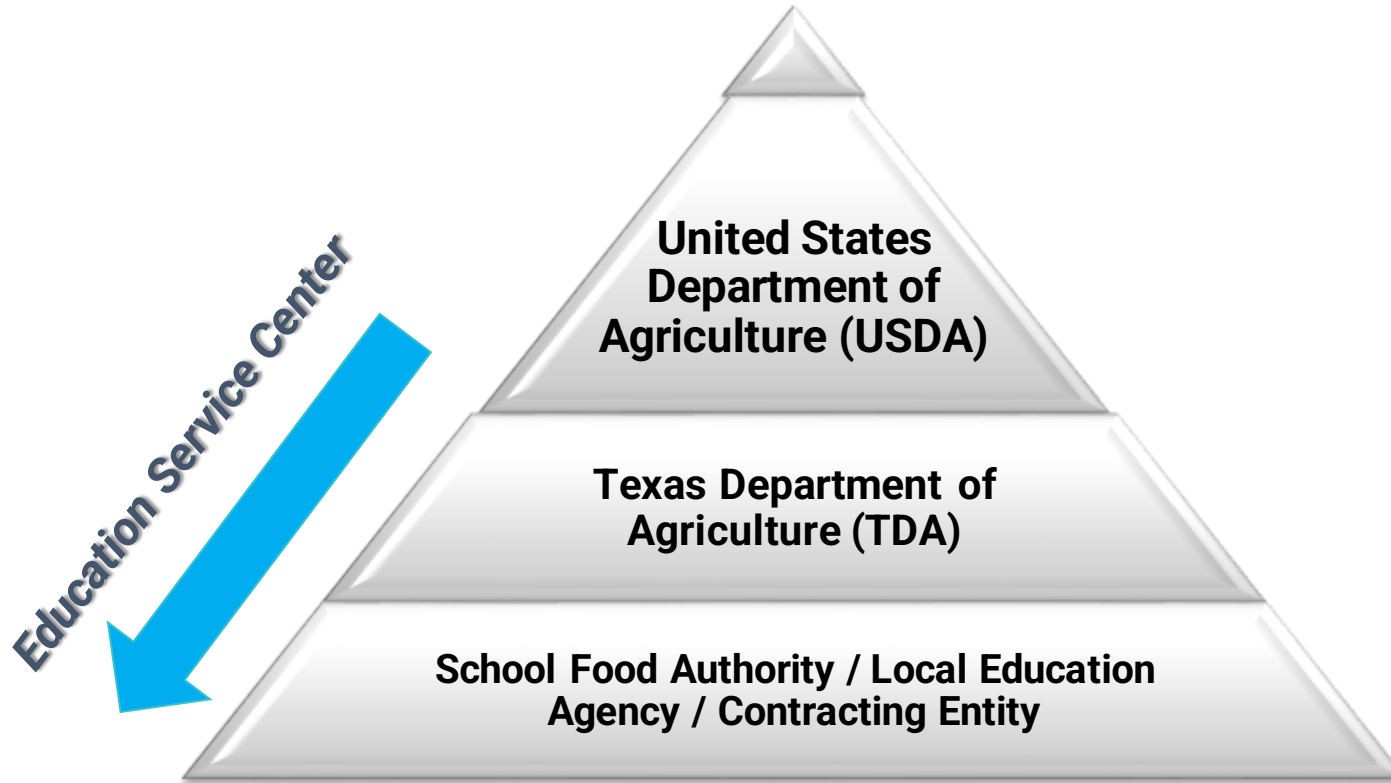 United States
Department of
Agriculture (USDA)
Education Service Center
Texas Department of
Agriculture (TDA)
School Food Authority / Local Education
Agency / Contracting Entity